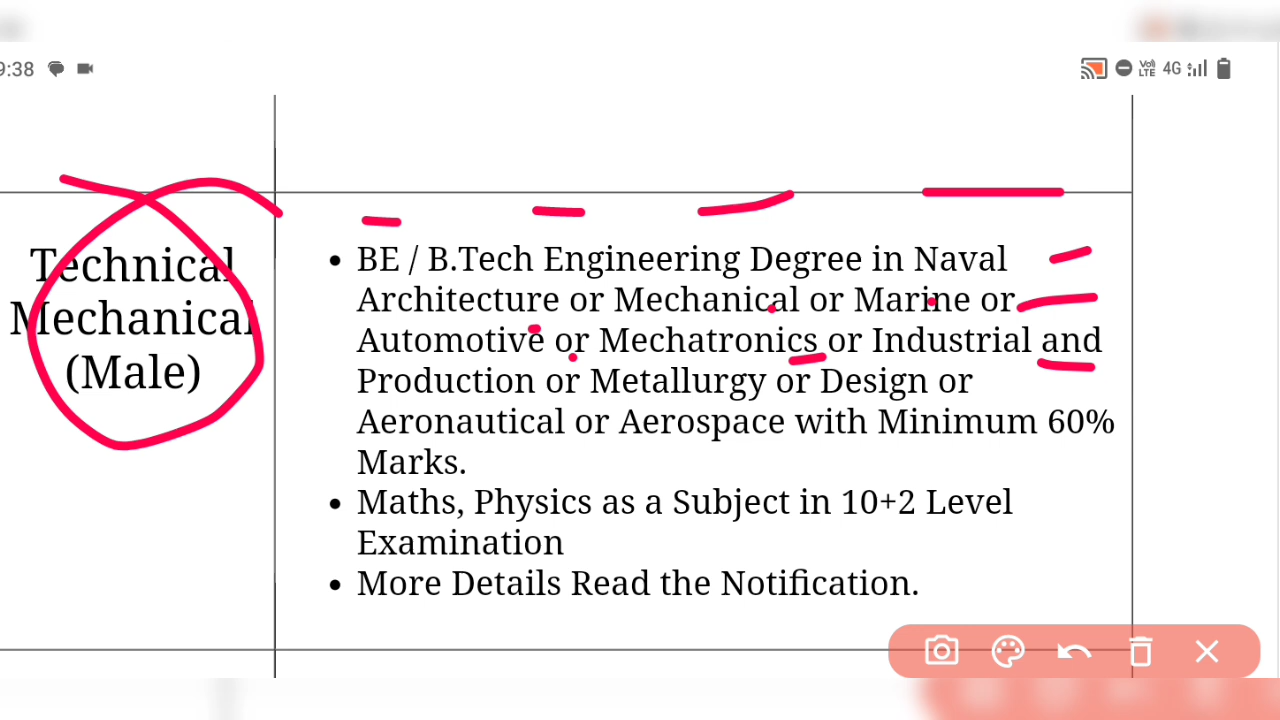 9:38
4G
Technical
Mechanical
(Male)
• BE / B.Tech Engineering Degree in Naval
Architecture or Mechanical or Marine or
Automotive or Mechatronics or Industrial and
Production or Metallurgy or Design or
Aeronautical or Aerospace with Minimum 60%
Marks.
• Maths, Physics as a Subject in 10+2 Level
Examination
• More Details Read the Notification.